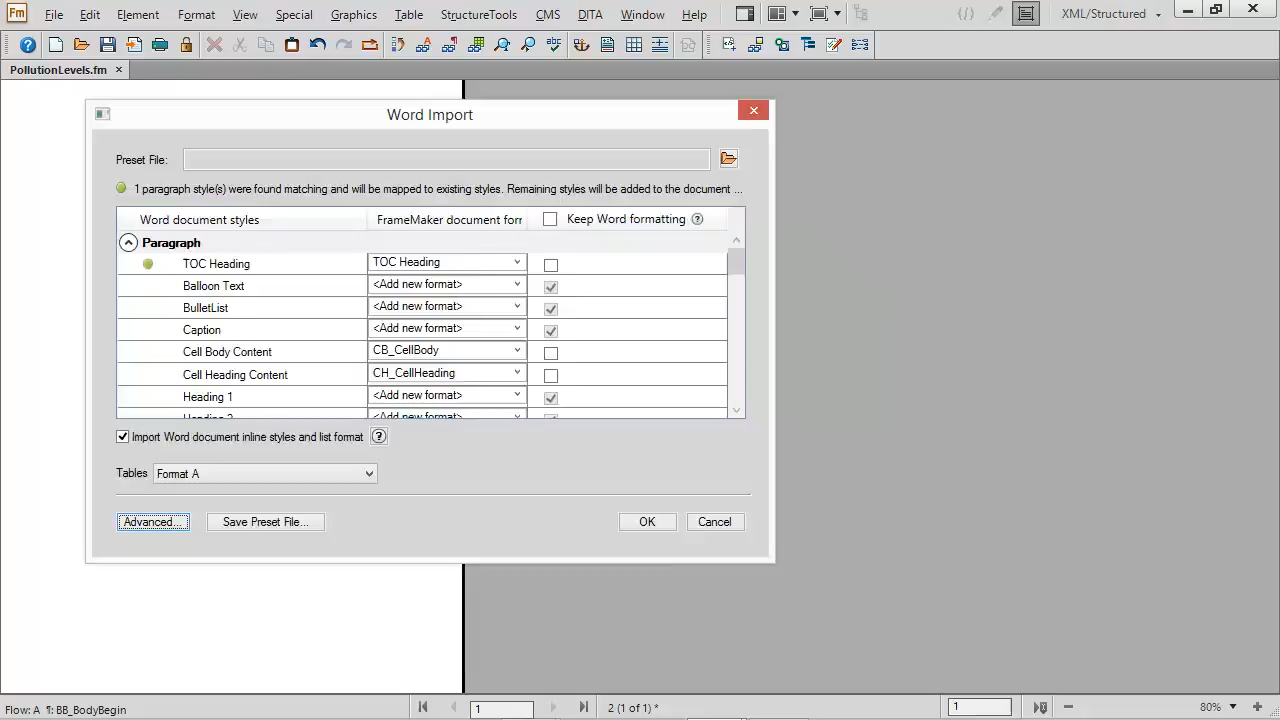 Fm File Edit Element Format View Special Graphics Table StructureTools CMS DITA Window Help XML/Structured
PollutionLevels.fm ×
Word Import
Preset File:
1 paragraph style(s) were found matching and will be mapped to existing styles. Remaining styles will be added to the document ...
Word document styles FrameMaker document forr Keep Word formatting ?
Paragraph
TOC Heading TOC Heading
Balloon Text <Add new format>
BulletList <Add new format>
Caption <Add new format>
Cell Body Content CB_CellBody
Cell Heading Content CH_CellHeading
Heading 1 <Add new format>
Heading 2 <Add new format>
Import Word document inline styles and list format ?
Tables Format A
Advanced... Save Preset File... OK Cancel
Flow: A ¶: BB_BodyBegin 1 2 (1 of 1) * 1 80%